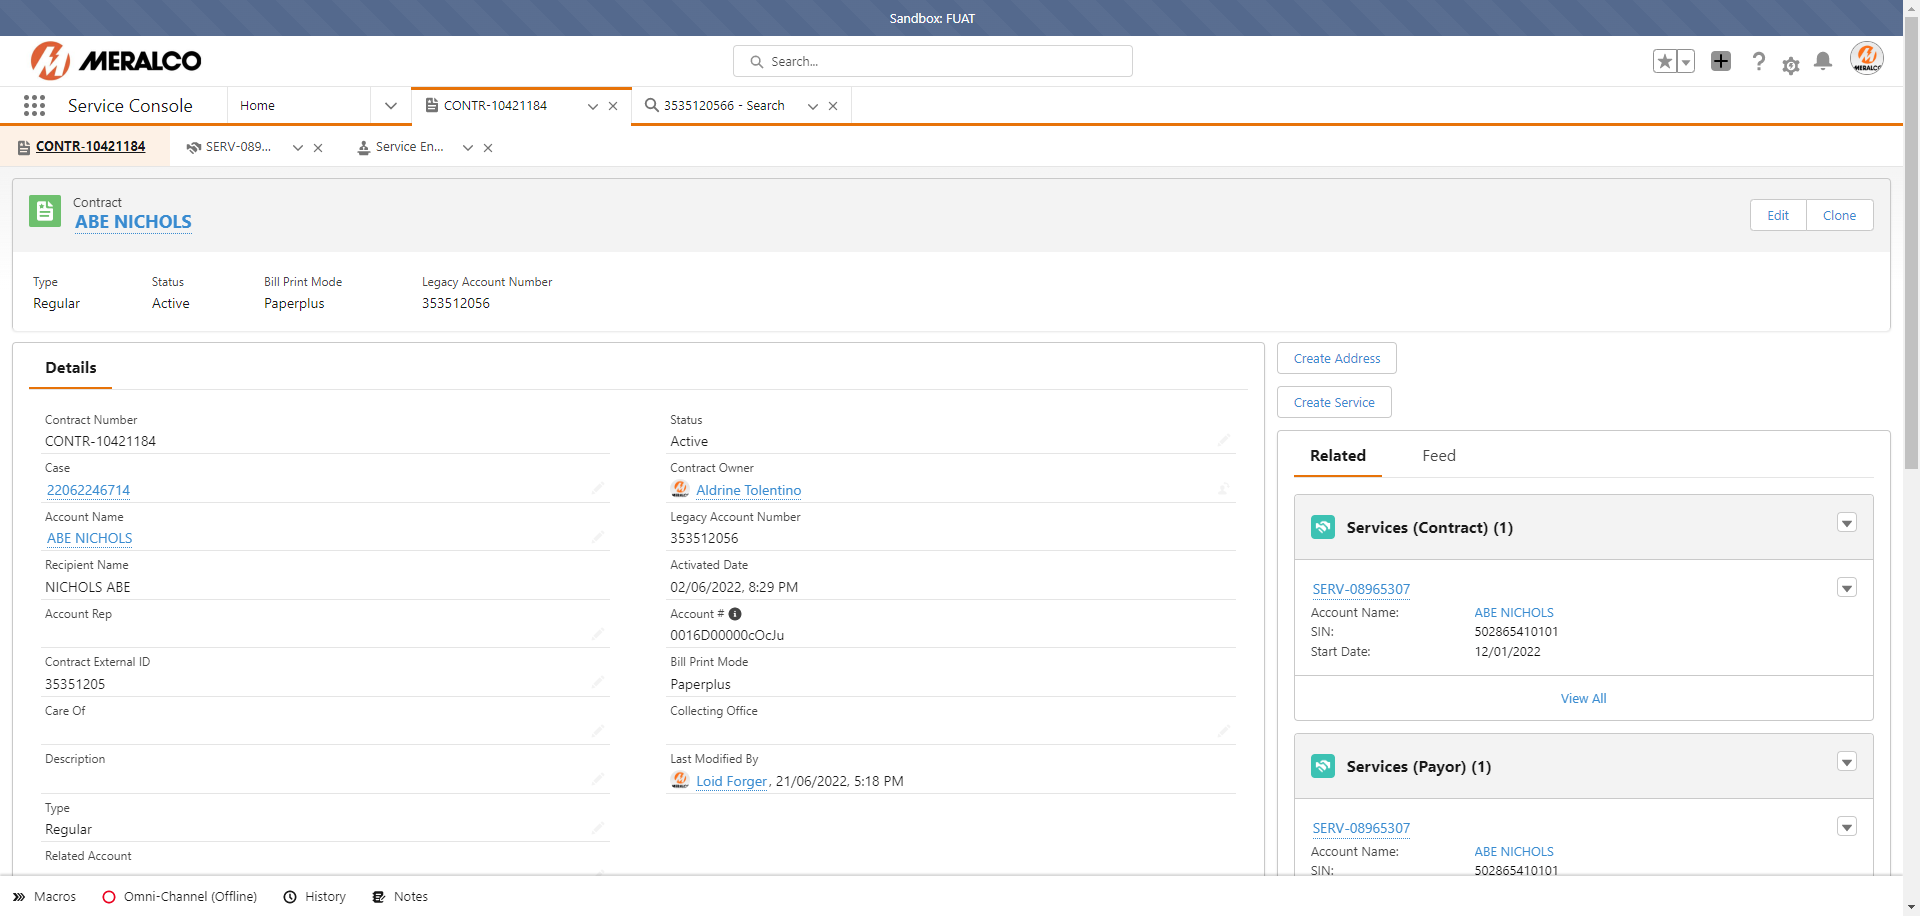 Sandbox: FUAT
MERALCO
Search...
Service Console
Home
CONTR-10421184
3535120566 - Search
CONTR-10421184
SERV-089...
Service En...
Contract
ABE NICHOLS
Edit
Clone
Type
Status
Bill Print Mode
Legacy Account Number
Regular
Active
Paperplus
353512056
Details
Contract Number
CONTR-10421184
Case
22062246714
Account Name
ABE NICHOLS
Recipient Name
NICHOLS ABE
Account Rep
Contract External ID
35351205
Care Of
Description
Type
Regular
Related Account
Status
Active
Contract Owner
Aldrine Tolentino
Legacy Account Number
353512056
Activated Date
02/06/2022, 8:29 PM
Account #
0016D00000cOcJu
Bill Print Mode
Paperplus
Collecting Office
Last Modified By
Loid Forger, 21/06/2022, 5:18 PM
Create Address
Create Service
Related
Feed
Services (Contract) (1)
SERV-08965307
Account Name: ABE NICHOLS
SIN: 502865410101
Start Date: 12/01/2022
View All
Services (Payor) (1)
SERV-08965307
Account Name: ABE NICHOLS
SIN: 502865410101
Macros
Omni-Channel (Offline)
History
Notes